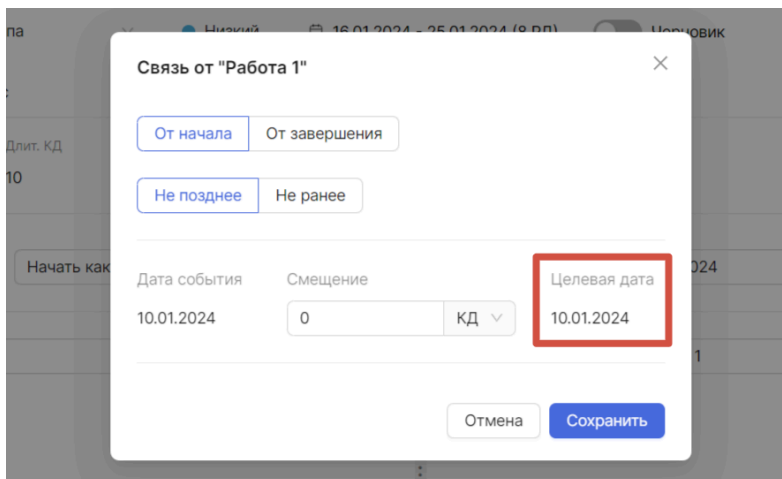 па
Низкий 16.01.2024 - 25.01.2024 (8 РД) Черновик
Связь от "Работа 1"
От начала От завершения
Длит. КД
10
Не позднее Не ранее
Начать как
024
Дата события Смещение Целевая дата
10.01.2024 0 КД 10.01.2024
1
Отмена Сохранить